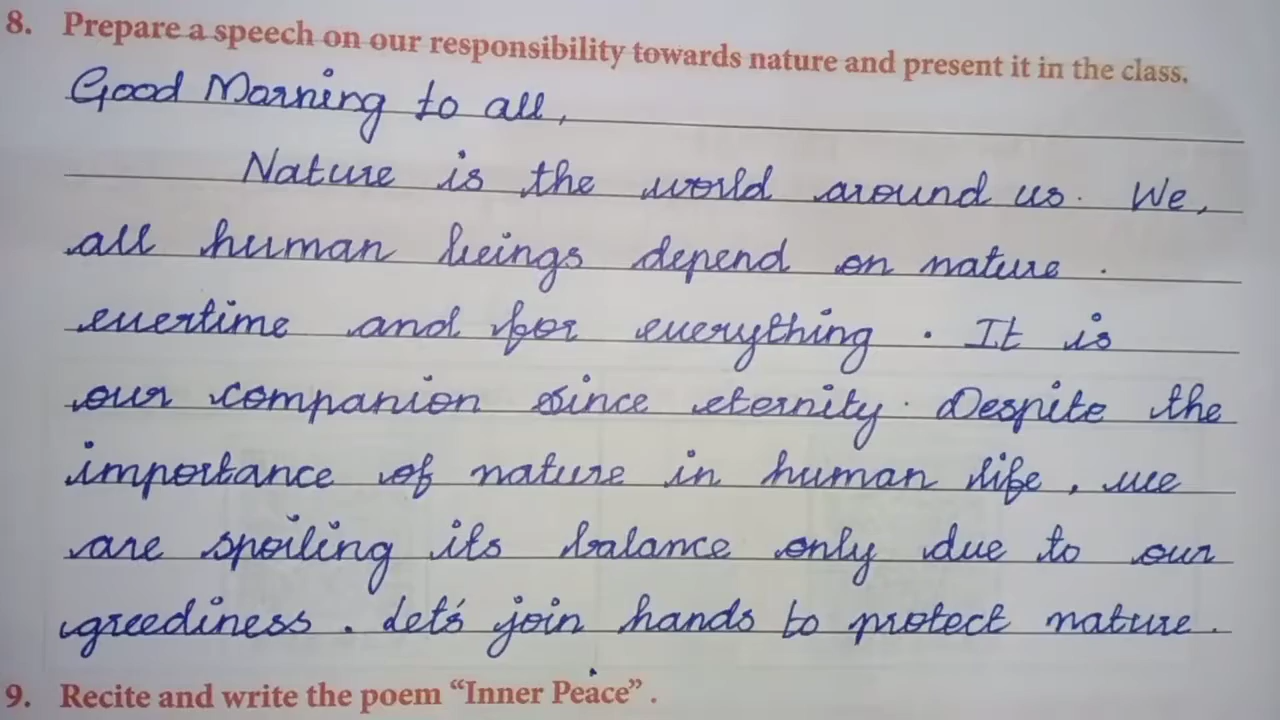 8. Prepare a speech on our responsibility towards nature and present it in the class.
Good Morning to all,
Nature is the world around us. We,
all human beings depend on nature .
evertime and for everything . It is
our companion since eternity. Despite the
importance of nature in human life , we
are spoiling its balance only due to our
greediness . Let's join hands to protect nature .
9. Recite and write the poem “Inner Peace” .